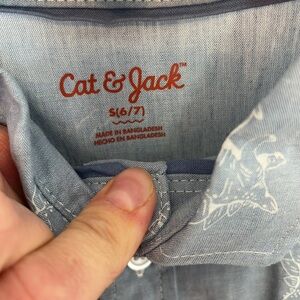 Cat & Jack™
S(6/7)
MADE IN BANGLADESH
HECHO EN BANGLADESH